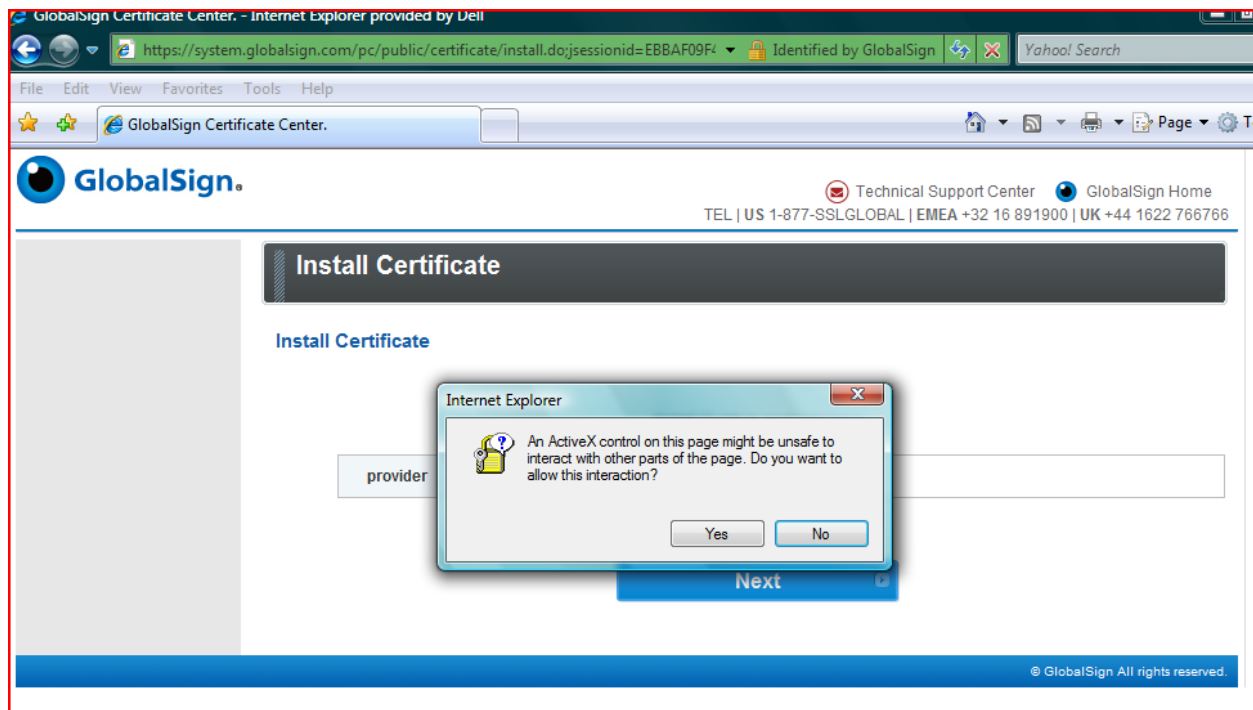 GlobalSign Certificate Center. - Internet Explorer provided by Dell
https://system.globalsign.com/pc/public/certificate/install.do;jsessionid=EBBAF09F4 Identified by GlobalSign Yahoo! Search
File Edit View Favorites Tools Help
GlobalSign Certificate Center. Page T
GlobalSign®
Technical Support Center GlobalSign Home
TEL | US 1-877-SSLGLOBAL | EMEA +32 16 891900 | UK +44 1622 766766
Install Certificate
Install Certificate
Internet Explorer
An ActiveX control on this page might be unsafe to
interact with other parts of the page. Do you want to
allow this interaction?
provider
Yes No
Next
© GlobalSign All rights reserved.